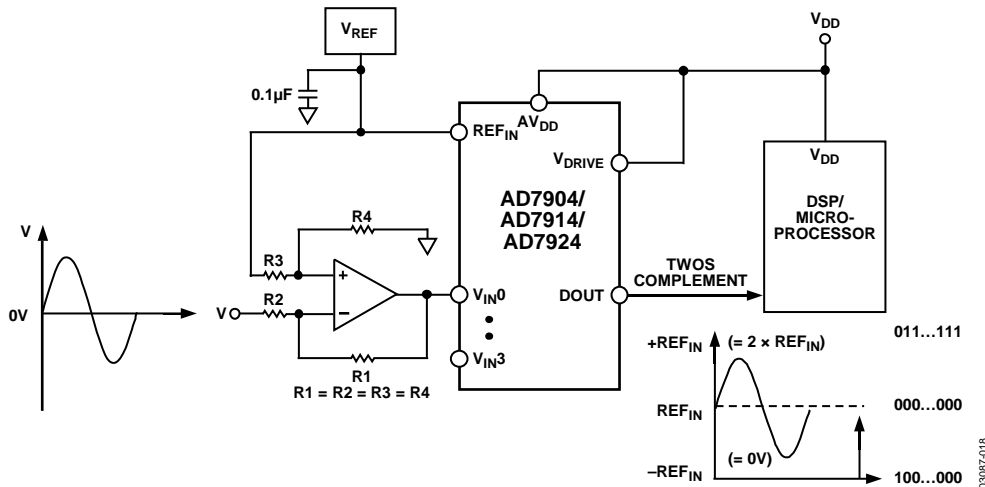 V_REF
0.1µF
V_DD
AV_DD
REF_IN
V_DRIVE
V_DD
DSP/
MICRO-
PROCESSOR
AD7904/
AD7914/
AD7924
R4
R3
+
V
0V
V
R2
−
V_IN0
V_IN3
R1
R1 = R2 = R3 = R4
DOUT
TWOS
COMPLEMENT
+REF_IN (= 2 × REF_IN) 011…111
REF_IN 000…000
(= 0V)
−REF_IN 100…000
03087-018